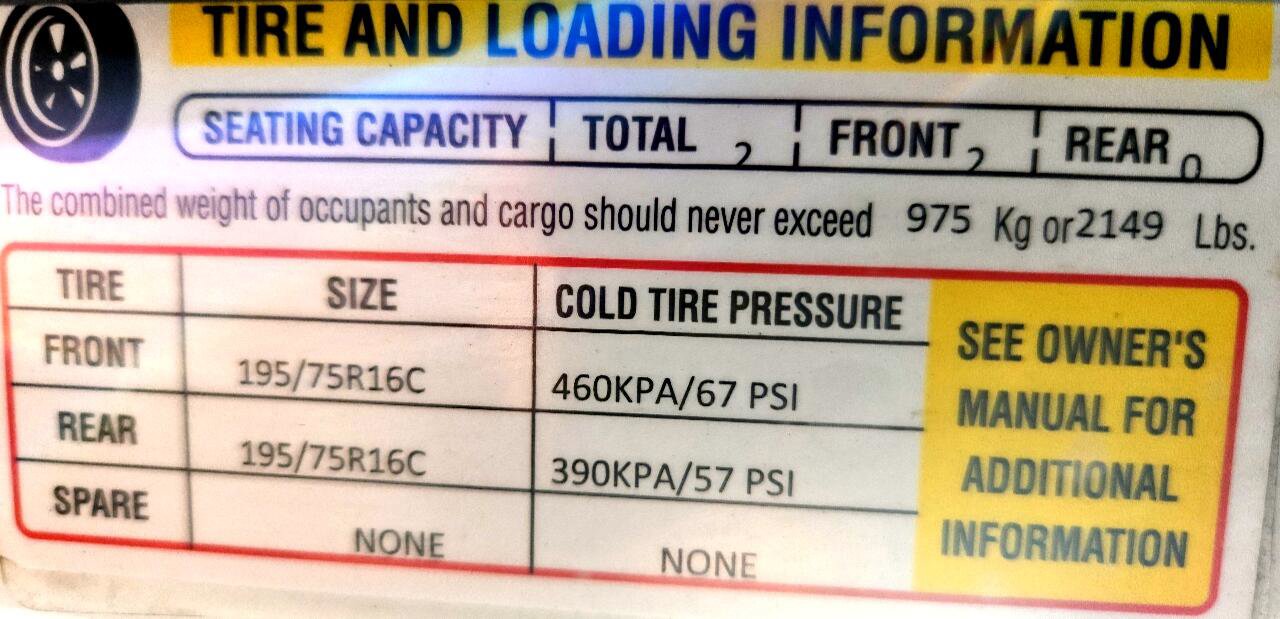 TIRE AND LOADING INFORMATION
SEATING CAPACITY TOTAL 2 FRONT 2 REAR 0
The combined weight of occupants and cargo should never exceed 975 Kg or 2149 Lbs.
TIRE SIZE COLD TIRE PRESSURE
FRONT 195/75R16C 460KPA/67 PSI
REAR 195/75R16C 390KPA/57 PSI
SPARE NONE NONE
SEE OWNER'S
MANUAL FOR
ADDITIONAL
INFORMATION